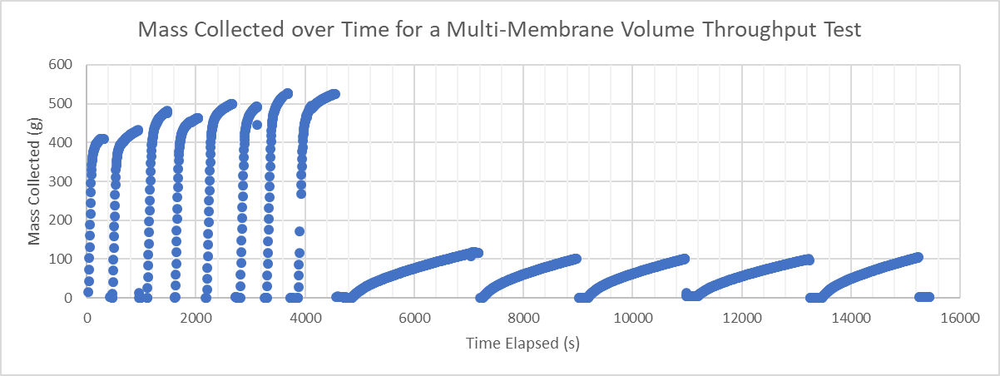 Mass Collected over Time for a Multi-Membrane Volume Throughput Test
600
500
400
300
200
100
0
Mass Collected (g)
0 2000 4000 6000 8000 10000 12000 14000 16000
Time Elapsed (s)